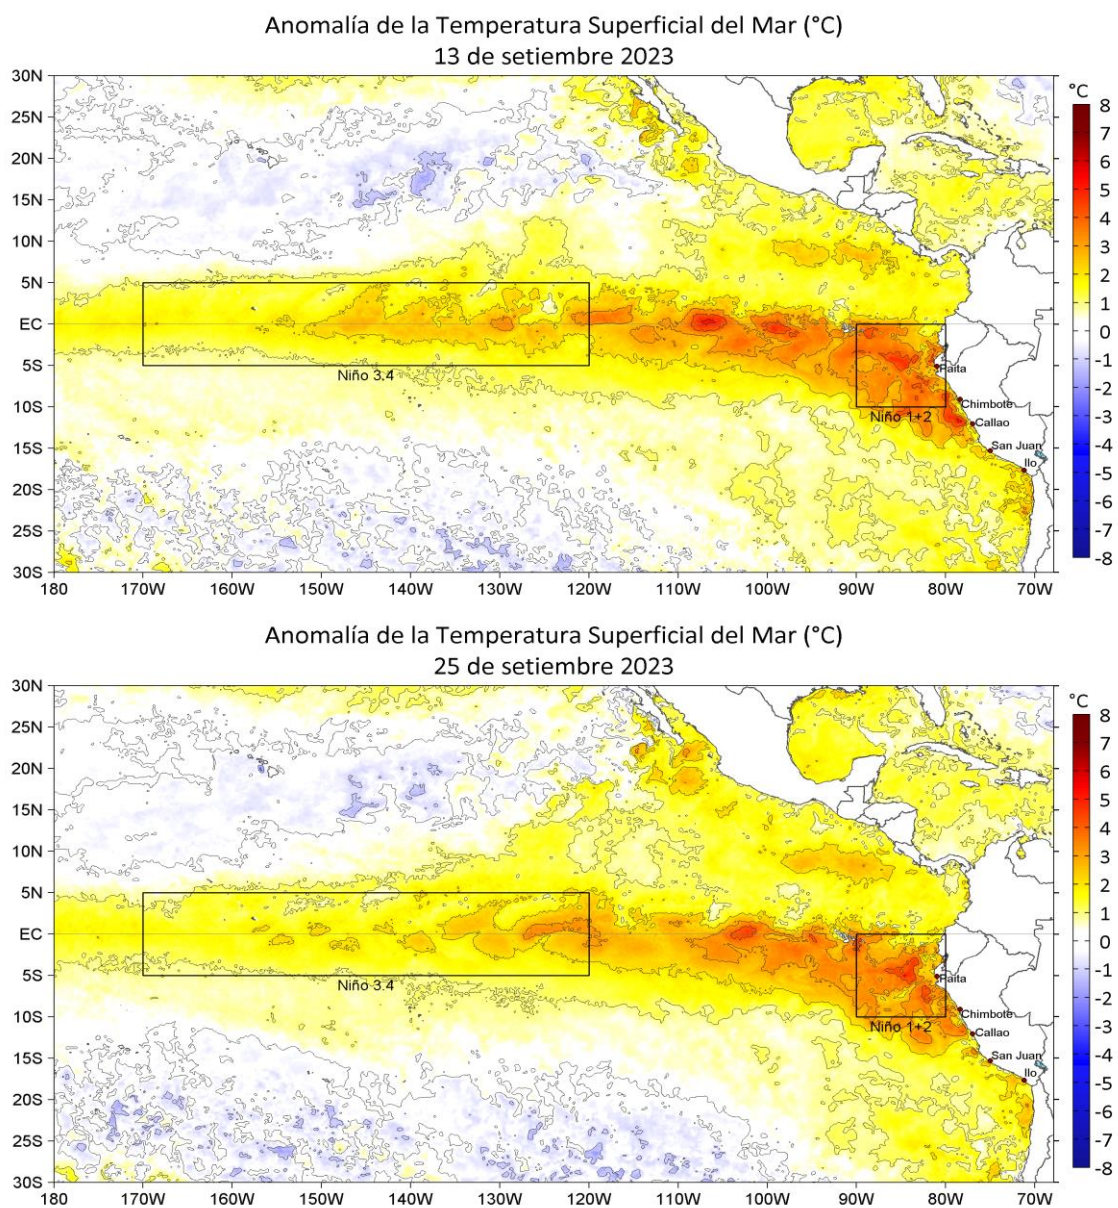 Anomalía de la Temperatura Superficial del Mar (°C)
13 de setiembre 2023
30N
25N
20N
15N
10N
5N
EC
5S
10S
15S
20S
25S
30S
180
170W
160W
150W
140W
130W
120W
110W
100W
90W
80W
70W
Niño 3.4
Niño 1+2
Paita
Chimbote
Callao
San Juan
Ilo
°C
8
7
6
5
4
3
2
1
0
-1
-2
-3
-4
-5
-6
-7
-8
Anomalía de la Temperatura Superficial del Mar (°C)
25 de setiembre 2023
30N
25N
20N
15N
10N
5N
EC
5S
10S
15S
20S
25S
30S
180
170W
160W
150W
140W
130W
120W
110W
100W
90W
80W
70W
Niño 3.4
Niño 1+2
Paita
Chimbote
Callao
San Juan
Ilo
°C
8
7
6
5
4
3
2
1
0
-1
-2
-3
-4
-5
-6
-7
-8